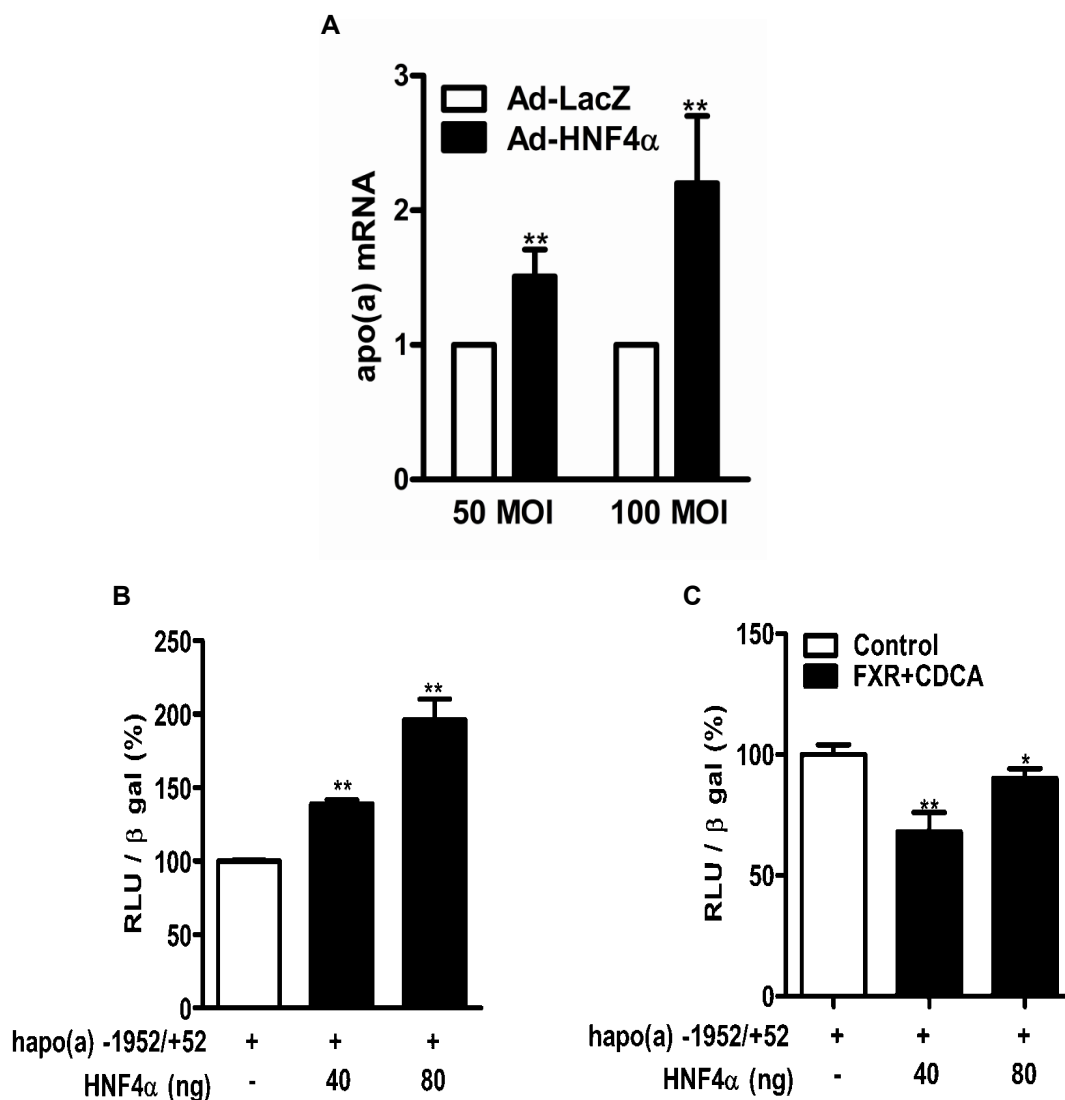 A
3
2
1
0
apo(a) mRNA
Ad-LacZ
Ad-HNF4α
**
**
50 MOI 100 MOI
B
250
200
150
100
50
0
RLU / β gal (%)
**
**
hapo(a) -1952/+52 + + +
HNF4α (ng) - 40 80
C
150
100
50
0
RLU / β gal (%)
Control
FXR+CDCA
**
*
hapo(a) -1952/+52 + + +
HNF4α (ng) - 40 80